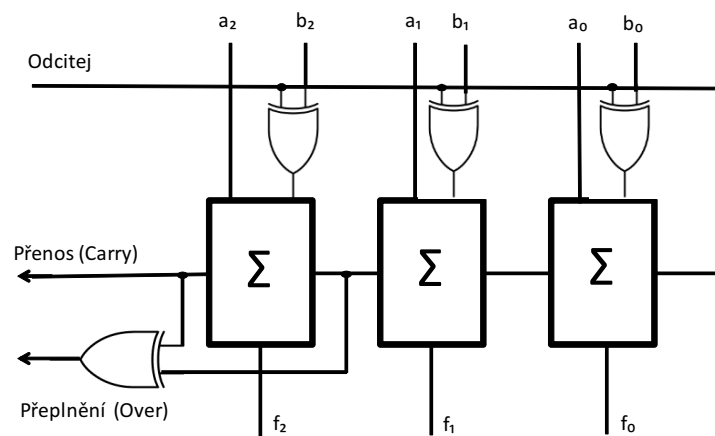 a₂ b₂ a₁ b₁ a₀ b₀
Odcitej
Σ Σ Σ
Přenos (Carry)
Přeplnění (Over)
f₂ f₁ f₀